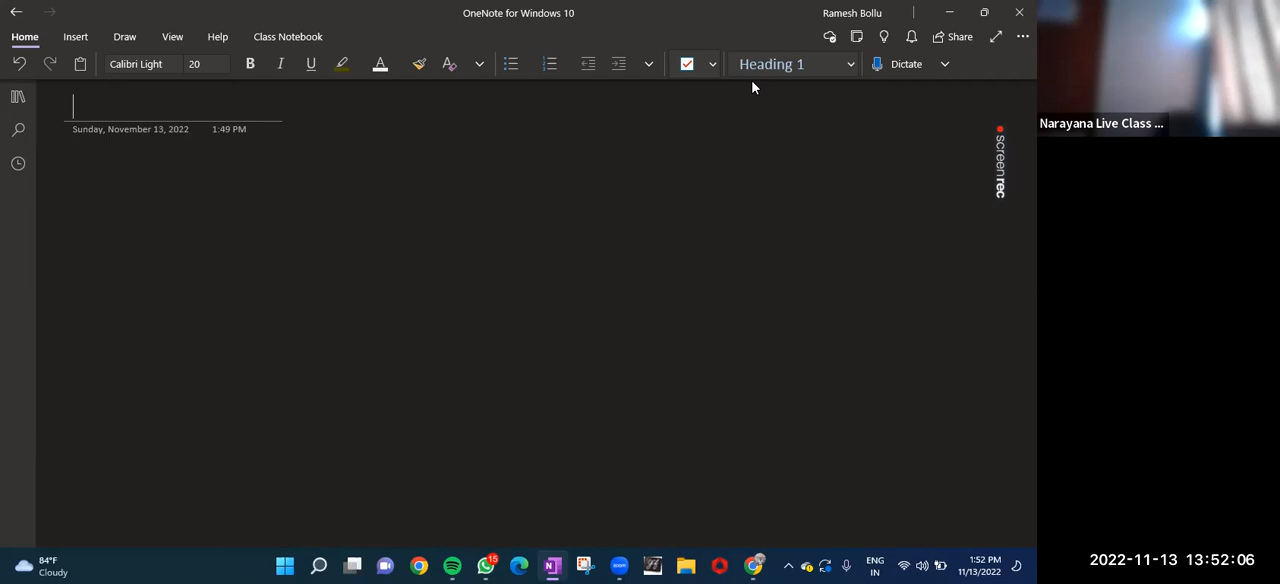 OneNote for Windows 10
Ramesh Bollu
Home Insert Draw View Help Class Notebook
Share
Calibri Light 20 B I U A Heading 1 Dictate
Sunday, November 13, 2022 1:49 PM
screenrec
Narayana Live Class ...
84°F
Cloudy
15
ENG
IN
1:52 PM
11/13/2022
2022-11-13 13:52:06